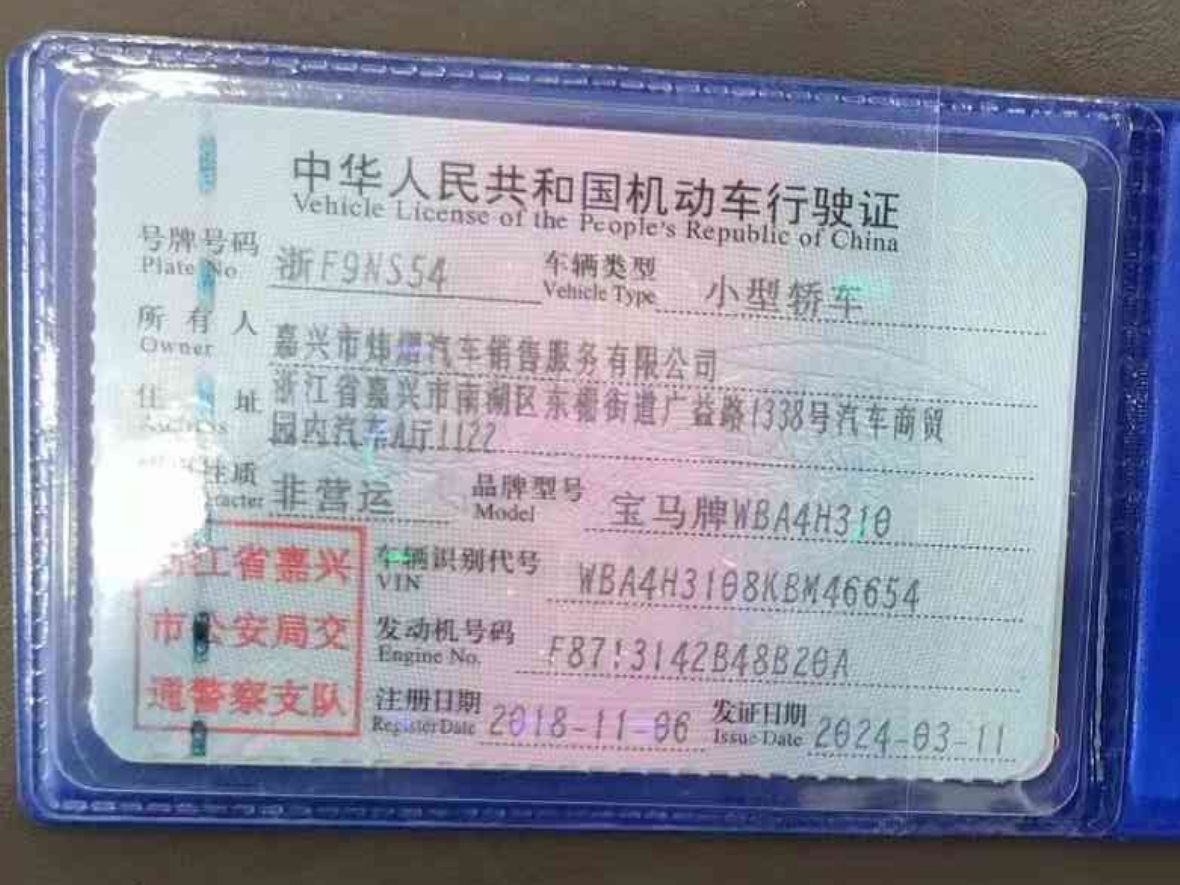 中华人民共和国机动车行驶证
Vehicle License of the People's Republic of China
号牌号码 浙F9NS54 车辆类型 小型轿车
Plate No. Vehicle Type
所有人 嘉兴市炜 汽车销售服务有限公司
Owner
住址 浙江省嘉兴市南湖区东栅街道广益路1338号汽车商贸
园内汽车A厅1122
性质 非营运 品牌型号 宝马牌WBA4H310
racter Model
浙江省嘉兴
市公安局交
通警察支队
车辆识别代号 WBA4H3108KBM46654
VIN
发动机号码 F87!3142B48B20A
Engine No.
注册日期 2018-11-06 发证日期 2024-03-11
Register Date Issue Date